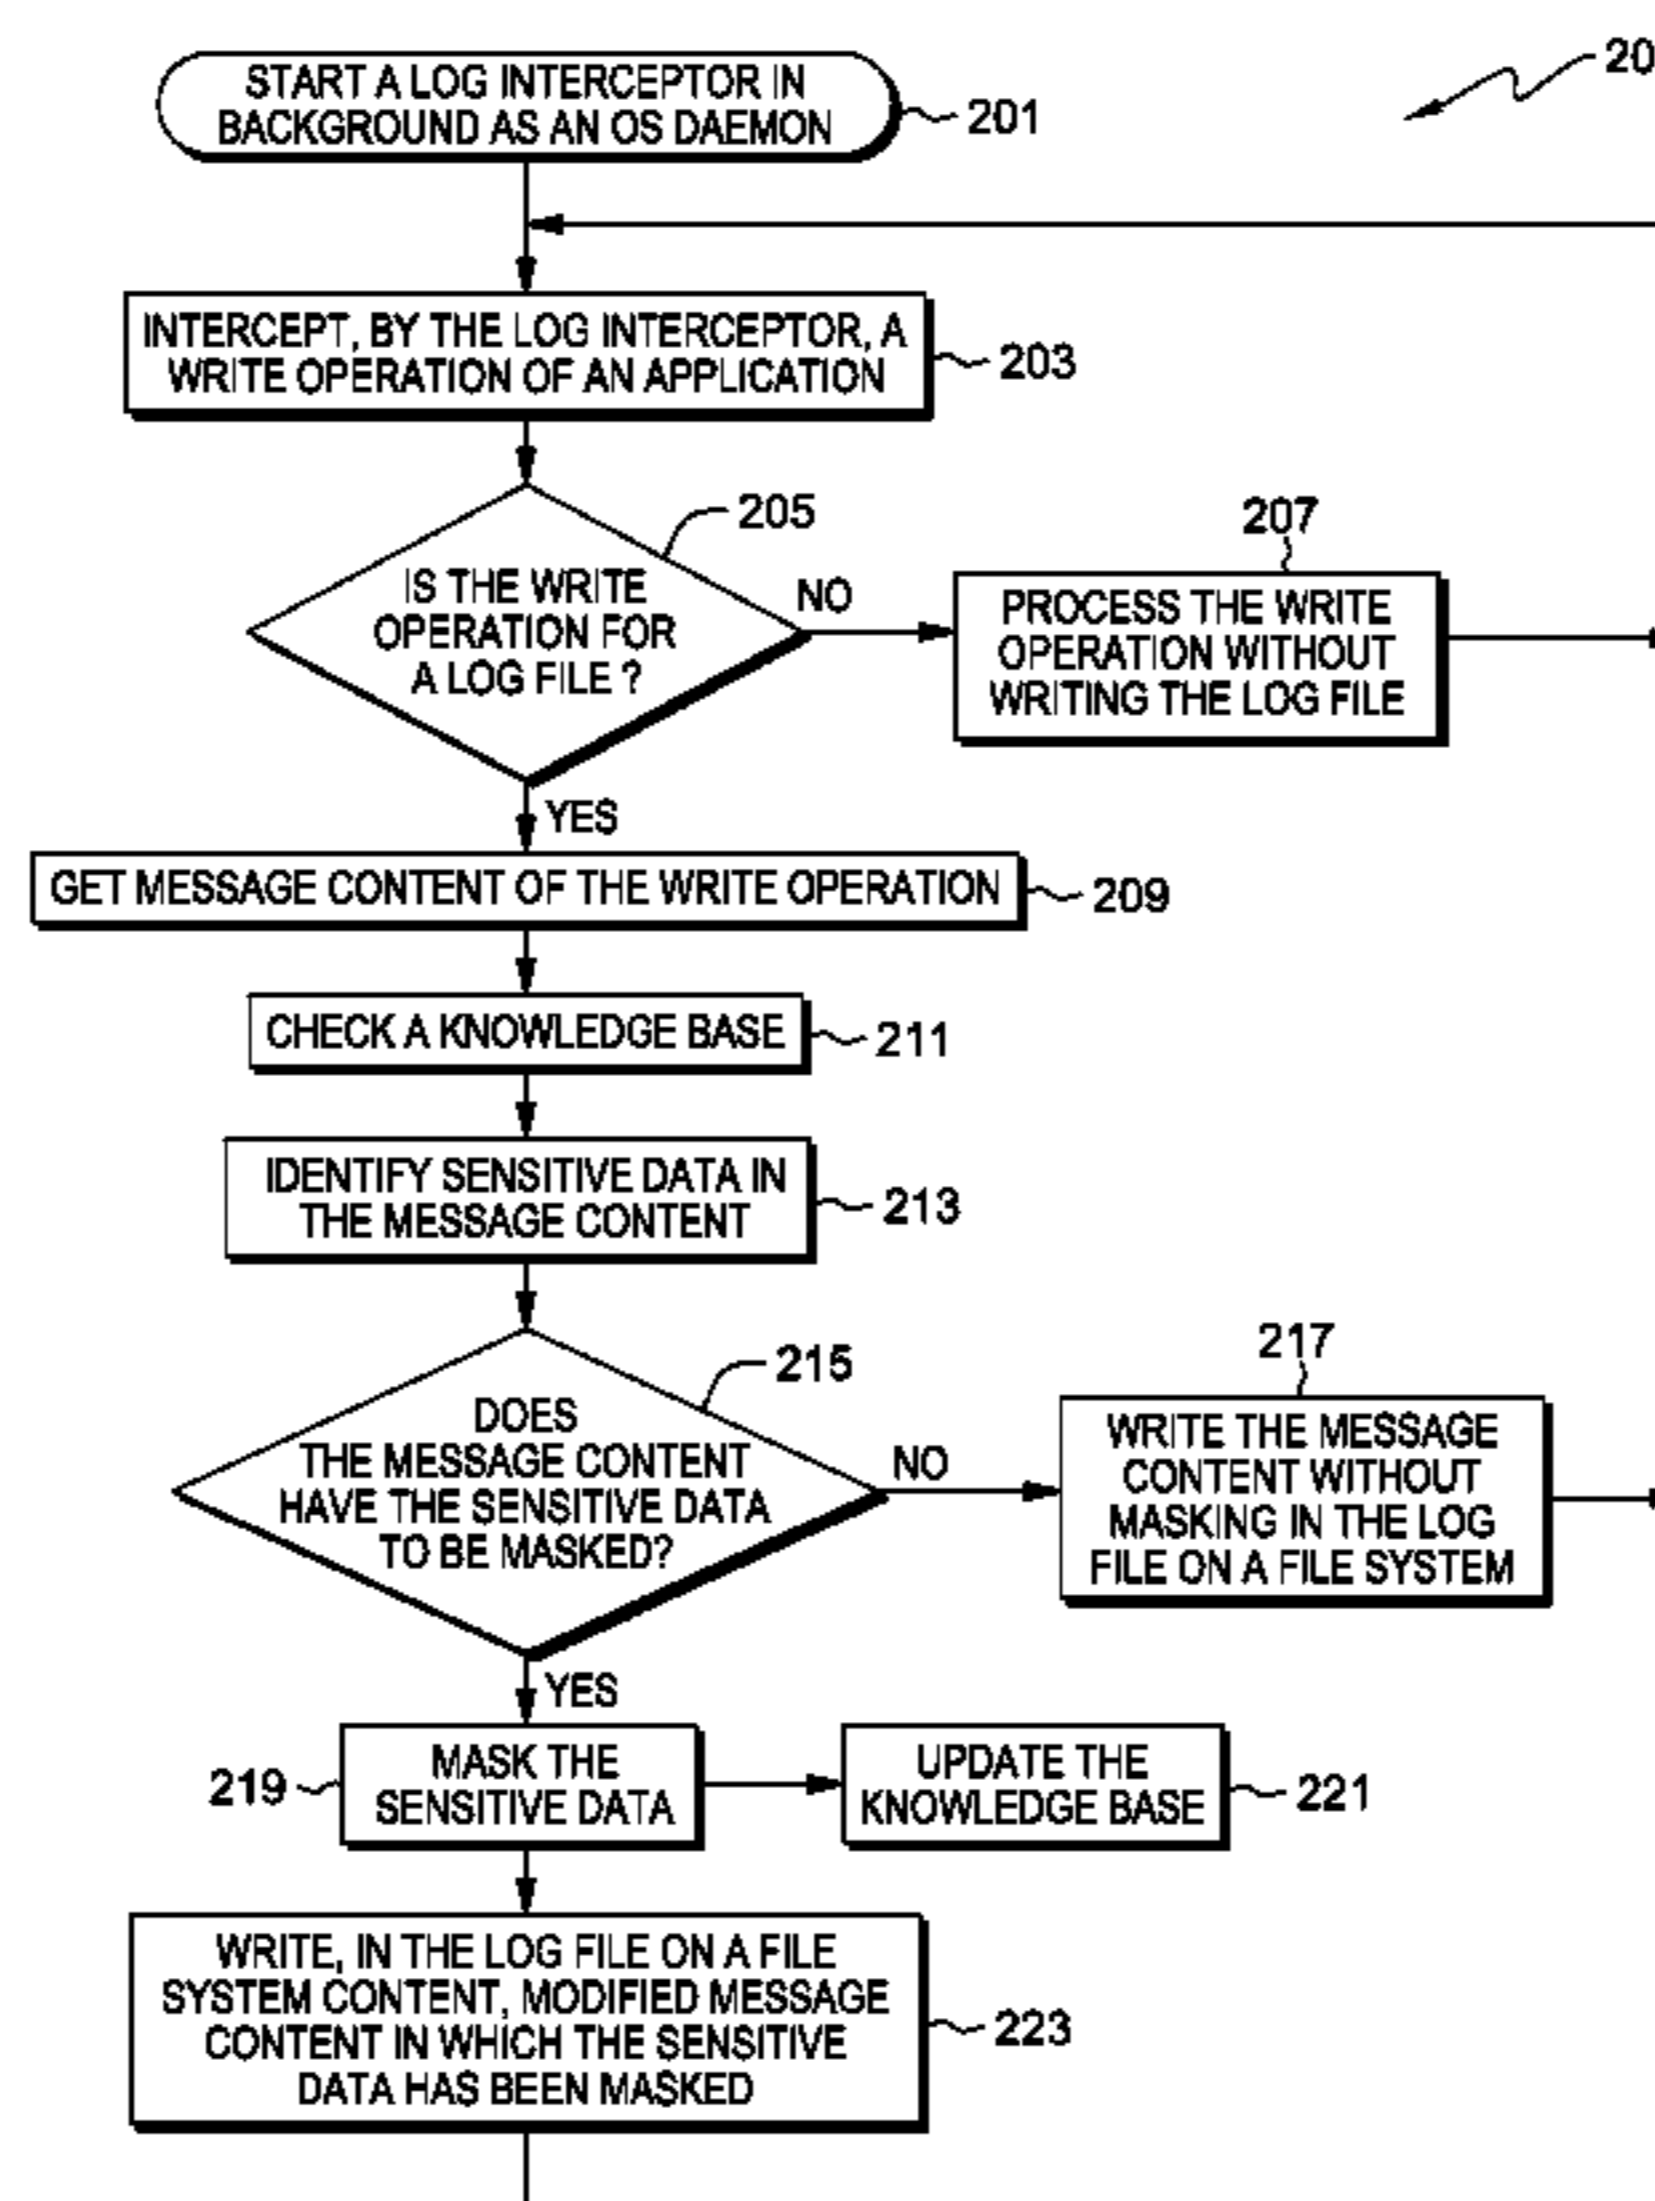 START A LOG INTERCEPTOR IN
BACKGROUND AS AN OS DAEMON
201
20
INTERCEPT, BY THE LOG INTERCEPTOR, A
WRITE OPERATION OF AN APPLICATION
203
205
IS THE WRITE
OPERATION FOR
A LOG FILE ?
NO
207
PROCESS THE WRITE
OPERATION WITHOUT
WRITING THE LOG FILE
YES
GET MESSAGE CONTENT OF THE WRITE OPERATION
209
CHECK A KNOWLEDGE BASE
211
IDENTIFY SENSITIVE DATA IN
THE MESSAGE CONTENT
213
215
DOES
THE MESSAGE CONTENT
HAVE THE SENSITIVE DATA
TO BE MASKED?
NO
217
WRITE THE MESSAGE
CONTENT WITHOUT
MASKING IN THE LOG
FILE ON A FILE SYSTEM
YES
219
MASK THE
SENSITIVE DATA
UPDATE THE
KNOWLEDGE BASE
221
WRITE, IN THE LOG FILE ON A FILE
SYSTEM CONTENT, MODIFIED MESSAGE
CONTENT IN WHICH THE SENSITIVE
DATA HAS BEEN MASKED
223